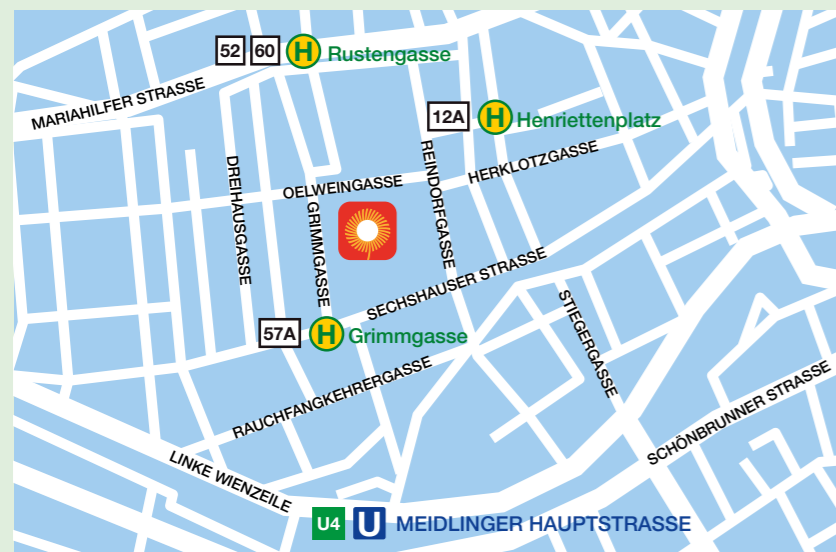 52 60 H Rustengasse
MARIAHILFER STRASSE
12A H Henriettenplatz
HERKLOTZGASSE
OELWEINGASSE
REINDORFGASSE
DREIHAUSGASSE
GRIMMGASSE
SECHSHAUSER STRASSE
57A H Grimmgasse
STIEGERGASSE
RAUCHFANGKEHRERGASSE
SCHÖNBRUNNER STRASSE
LINKE WIENZEILE
U4 U MEIDLINGER HAUPTSTRASSE